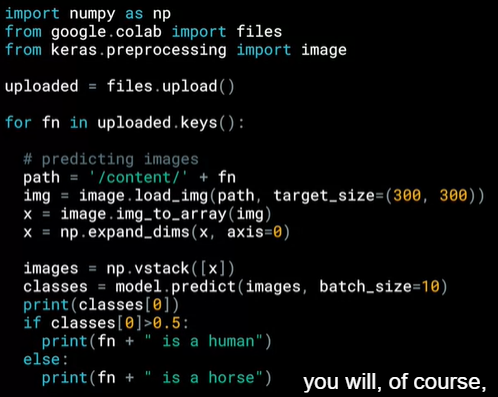 import numpy as np
from google.colab import files
from keras.preprocessing import image

uploaded = files.upload()

for fn in uploaded.keys():

  # predicting images
  path = '/content/' + fn
  img = image.load_img(path, target_size=(300, 300))
  x = image.img_to_array(img)
  x = np.expand_dims(x, axis=0)

  images = np.vstack([x])
  classes = model.predict(images, batch_size=10)
  print(classes[0])
  if classes[0]>0.5:
    print(fn + " is a human")
  else:
    print(fn + " is a horse")
you will, of course,